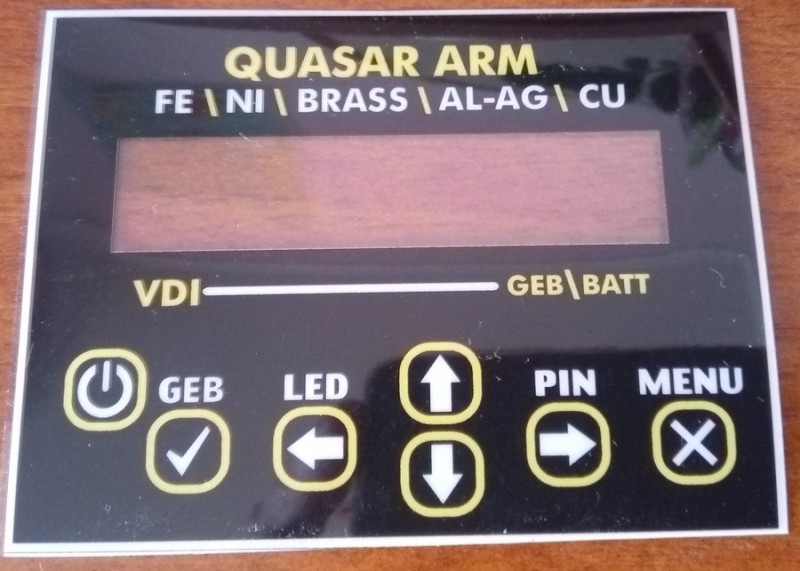 QUASAR ARM
FE \ NI \ BRASS \ AL-AG \ CU
VDI GEB\BATT
GEB LED PIN MENU